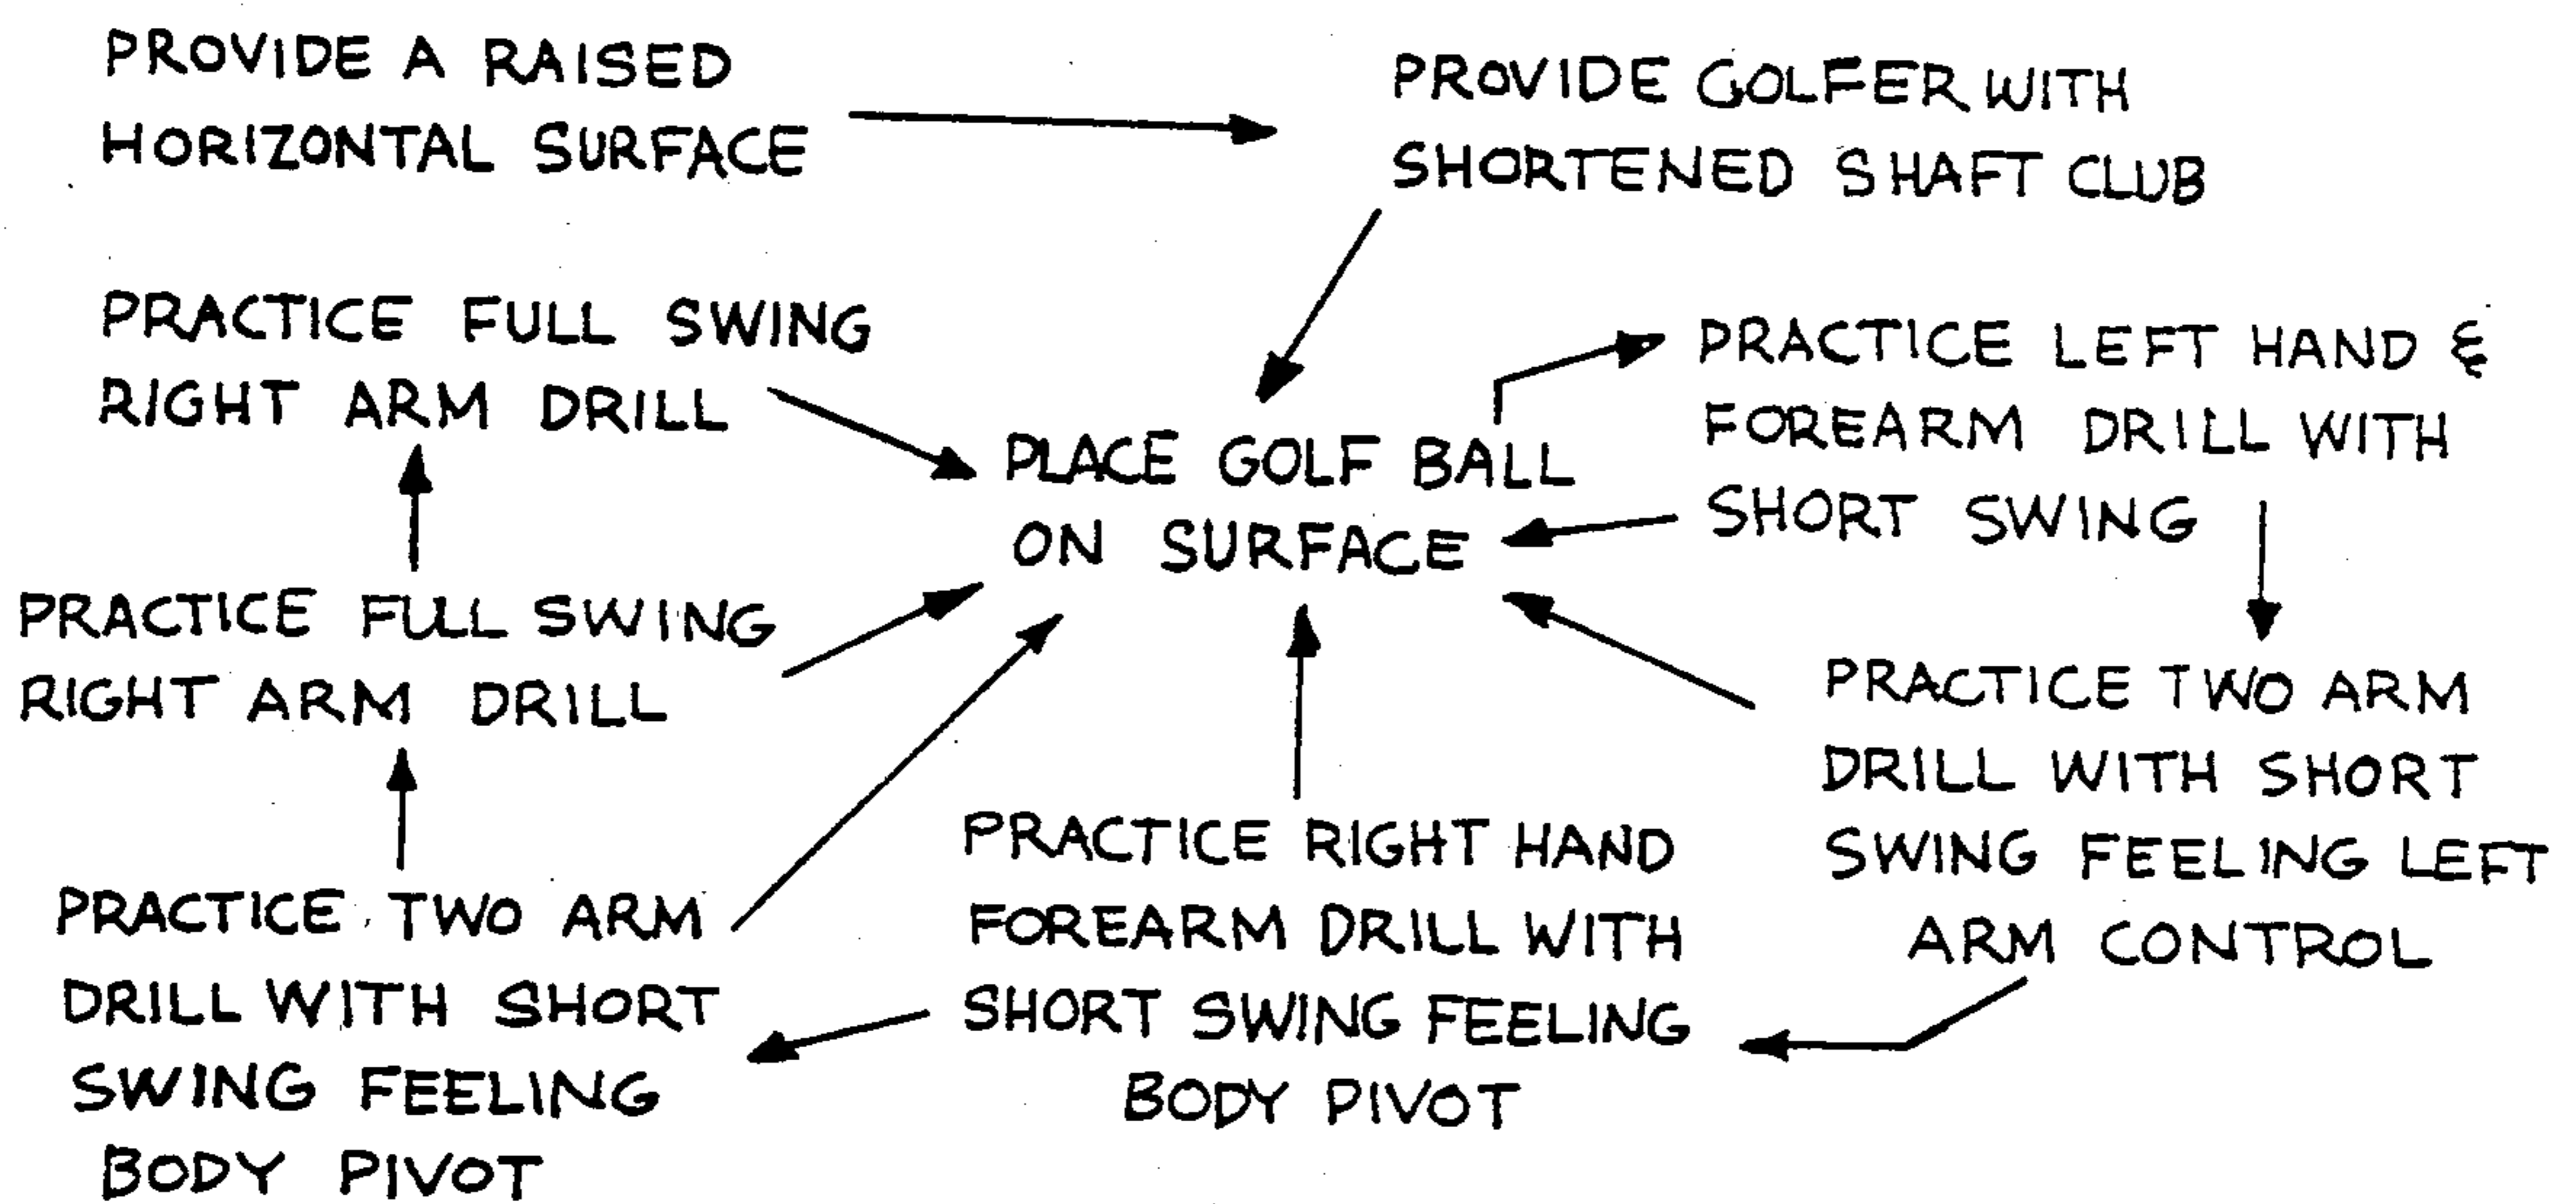 PROVIDE A RAISED
HORIZONTAL SURFACE
PROVIDE GOLFER WITH
SHORTENED SHAFT CLUB
PRACTICE FULL SWING
RIGHT ARM DRILL
PLACE GOLF BALL
ON SURFACE
PRACTICE LEFT HAND &
FOREARM DRILL WITH
SHORT SWING
PRACTICE FULL SWING
RIGHT ARM DRILL
PRACTICE TWO ARM
DRILL WITH SHORT
SWING FEELING LEFT
ARM CONTROL
PRACTICE RIGHT HAND
FOREARM DRILL WITH
SHORT SWING FEELING
BODY PIVOT
PRACTICE TWO ARM
DRILL WITH SHORT
SWING FEELING
BODY PIVOT